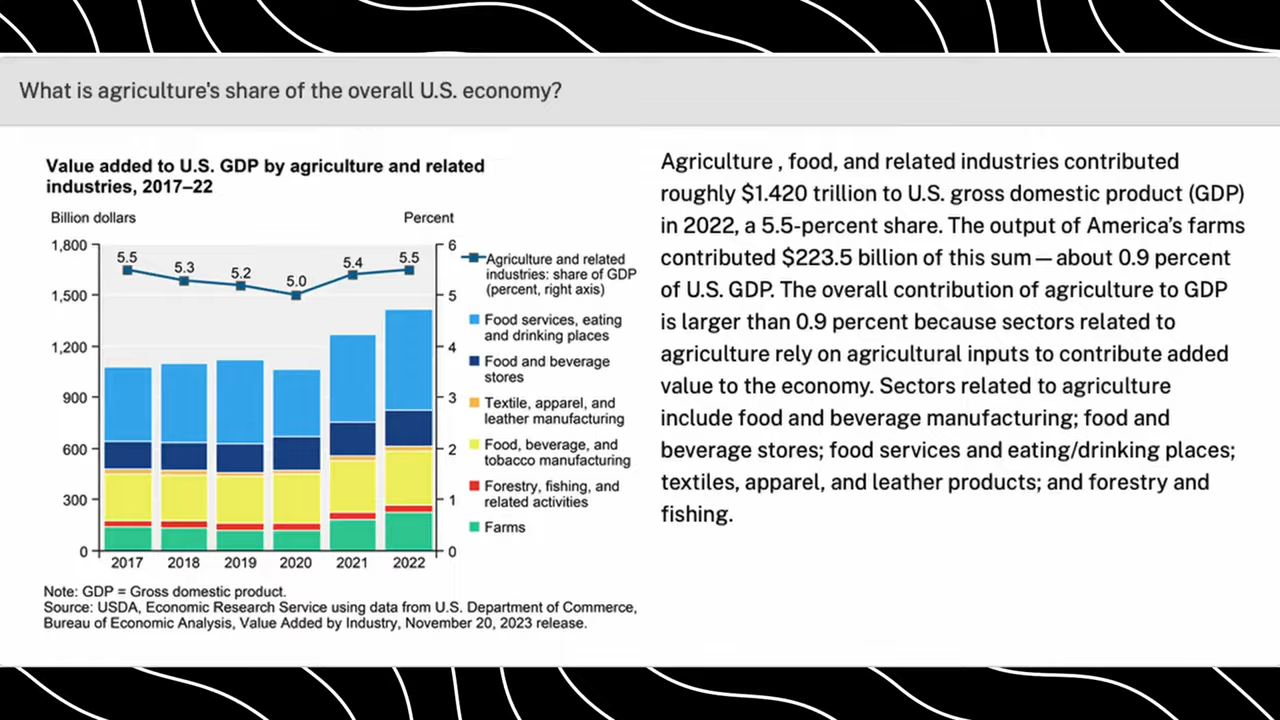 What is agriculture's share of the overall U.S. economy?
Value added to U.S. GDP by agriculture and related
industries, 2017–22
Billion dollars
Percent
1,800
1,500
1,200
900
600
300
0
5.5
5.3
5.2
5.0
5.4
5.5
6
5
4
3
2
1
0
2017
2018
2019
2020
2021
2022
Agriculture and related
industries: share of GDP
(percent, right axis)
Food services, eating
and drinking places
Food and beverage
stores
Textile, apparel, and
leather manufacturing
Food, beverage, and
tobacco manufacturing
Forestry, fishing, and
related activities
Farms
Note: GDP = Gross domestic product.
Source: USDA, Economic Research Service using data from U.S. Department of Commerce,
Bureau of Economic Analysis, Value Added by Industry, November 20, 2023 release.
Agriculture , food, and related industries contributed
roughly $1.420 trillion to U.S. gross domestic product (GDP)
in 2022, a 5.5-percent share. The output of America’s farms
contributed $223.5 billion of this sum—about 0.9 percent
of U.S. GDP. The overall contribution of agriculture to GDP
is larger than 0.9 percent because sectors related to
agriculture rely on agricultural inputs to contribute added
value to the economy. Sectors related to agriculture
include food and beverage manufacturing; food and
beverage stores; food services and eating/drinking places;
textiles, apparel, and leather products; and forestry and
fishing.